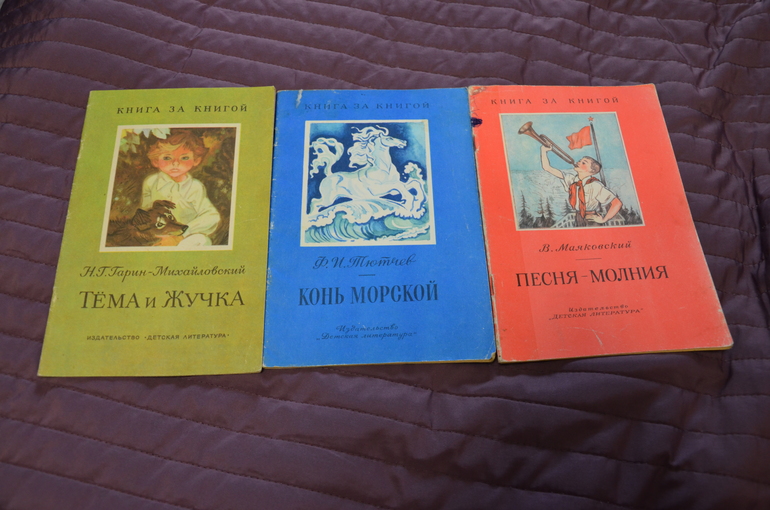 КНИГА ЗА КНИГОЙ
Н.Г. Гарин-Михайловский
ТЁМА и ЖУЧКА
ИЗДАТЕЛЬСТВО «ДЕТСКАЯ ЛИТЕРАТУРА»
КНИГА ЗА КНИГОЙ
Ф.И. Тютчев
КОНЬ МОРСКОЙ
Издательство
„Детская литература“
КНИГА ЗА КНИГОЙ
В. Маяковский
ПЕСНЯ-МОЛНИЯ
Издательство
„ДЕТСКАЯ ЛИТЕРАТУРА“